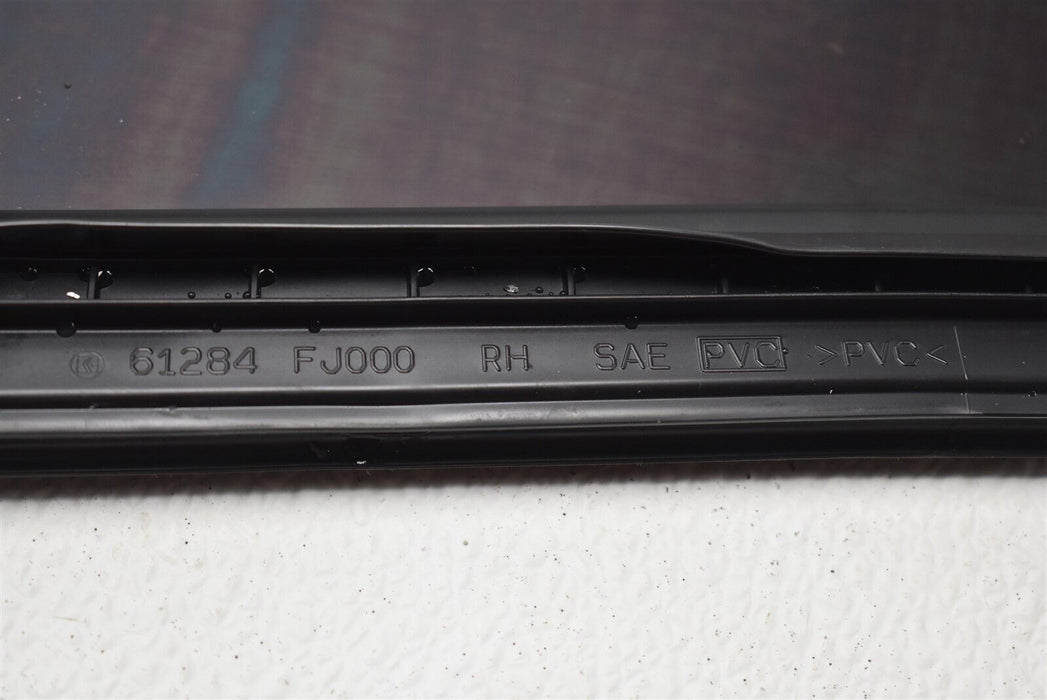 K 61284 FJ000 RH SAE PVC >PVC<